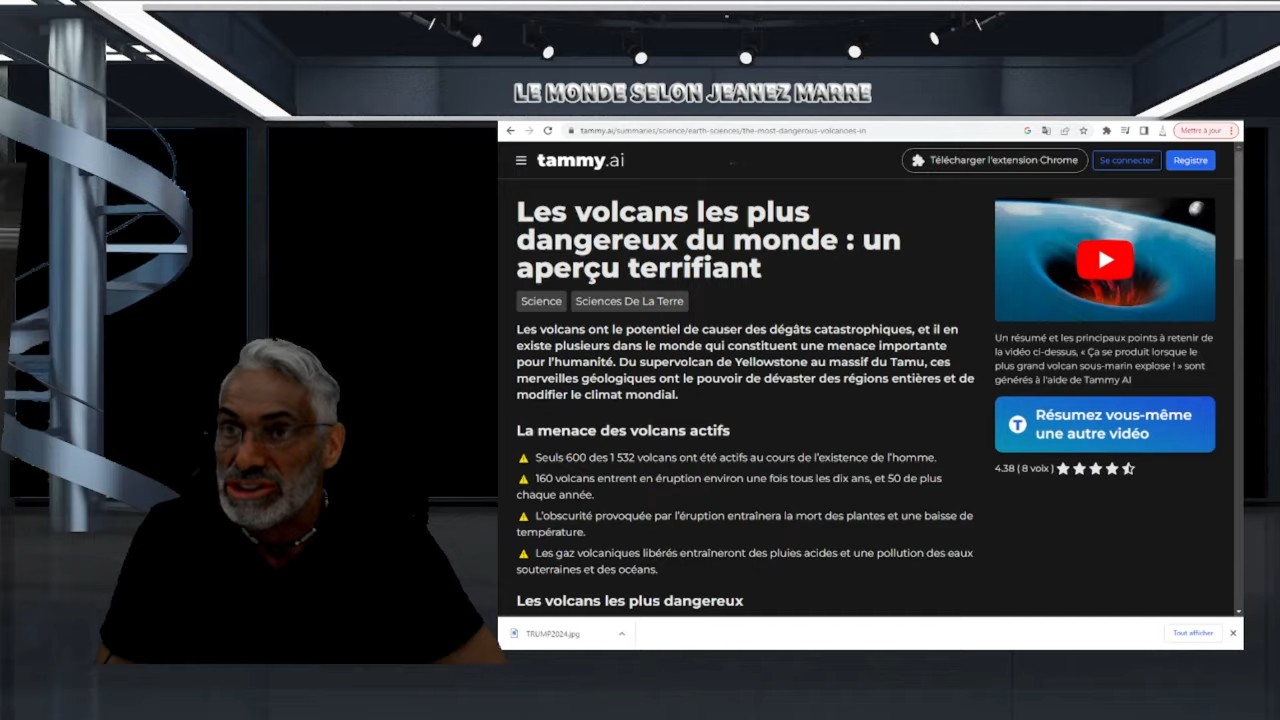 LE MONDE SELON JEANEZ MARRE
tammy.ai/summaries/science/earth-sciences/the-most-dangerous-volcanoes-in
Mettre à jour
tammy.ai
Télécharger l'extension Chrome
Se connecter
Registre
Les volcans les plus
dangereux du monde : un
aperçu terrifiant
Science
Sciences De La Terre
Les volcans ont le potentiel de causer des dégâts catastrophiques, et il en
existe plusieurs dans le monde qui constituent une menace importante
pour l'humanité. Du supervolcan de Yellowstone au massif du Tamu, ces
merveilles géologiques ont le pouvoir de dévaster des régions entières et de
modifier le climat mondial.
La menace des volcans actifs
Seuls 600 des 1 532 volcans ont été actifs au cours de l'existence de l'homme.
160 volcans entrent en éruption environ une fois tous les dix ans, et 50 de plus
chaque année.
L'obscurité provoquée par l'éruption entraînera la mort des plantes et une baisse de
température.
Les gaz volcaniques libérés entraîneront des pluies acides et une pollution des eaux
souterraines et des océans.
Les volcans les plus dangereux
Un résumé et les principaux points à retenir de
la vidéo ci-dessus, « Ça se produit lorsque le
plus grand volcan sous-marin explose ! » sont
générés à l'aide de Tammy AI
T
Résumez vous-même
une autre vidéo
4.38 ( 8 voix )
TRUMP2024.jpg
Tout afficher